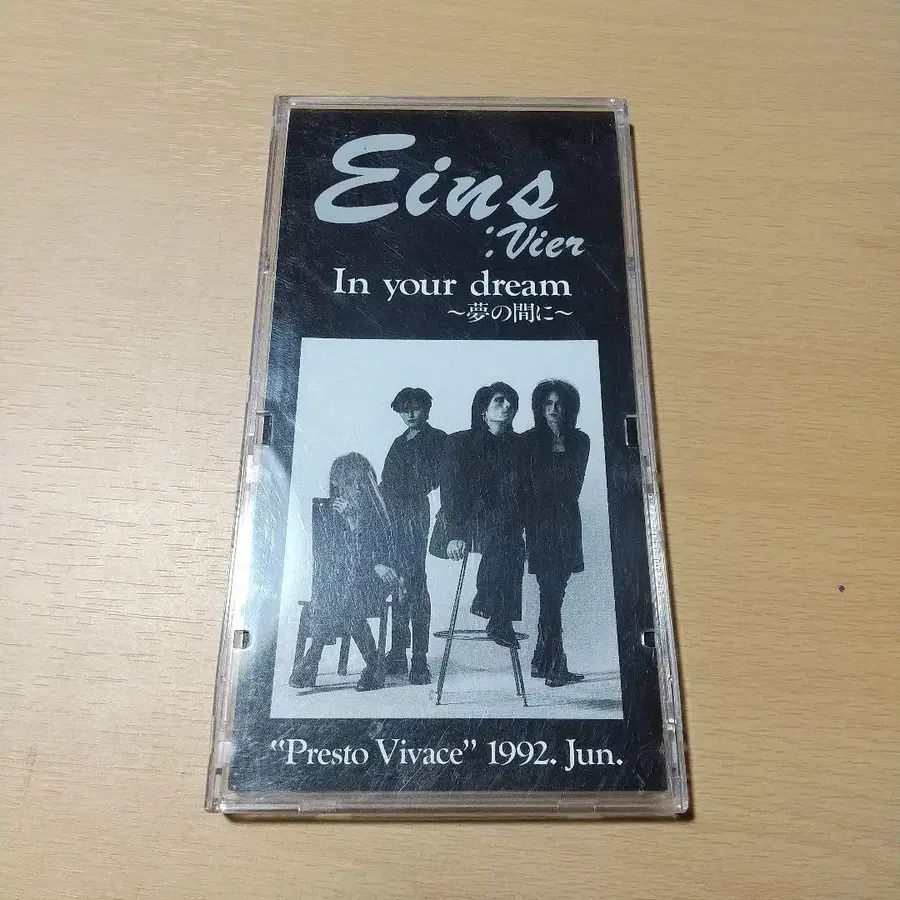 Eins
:Vier
In your dream
～夢の間に～
“Presto Vivace” 1992. Jun.